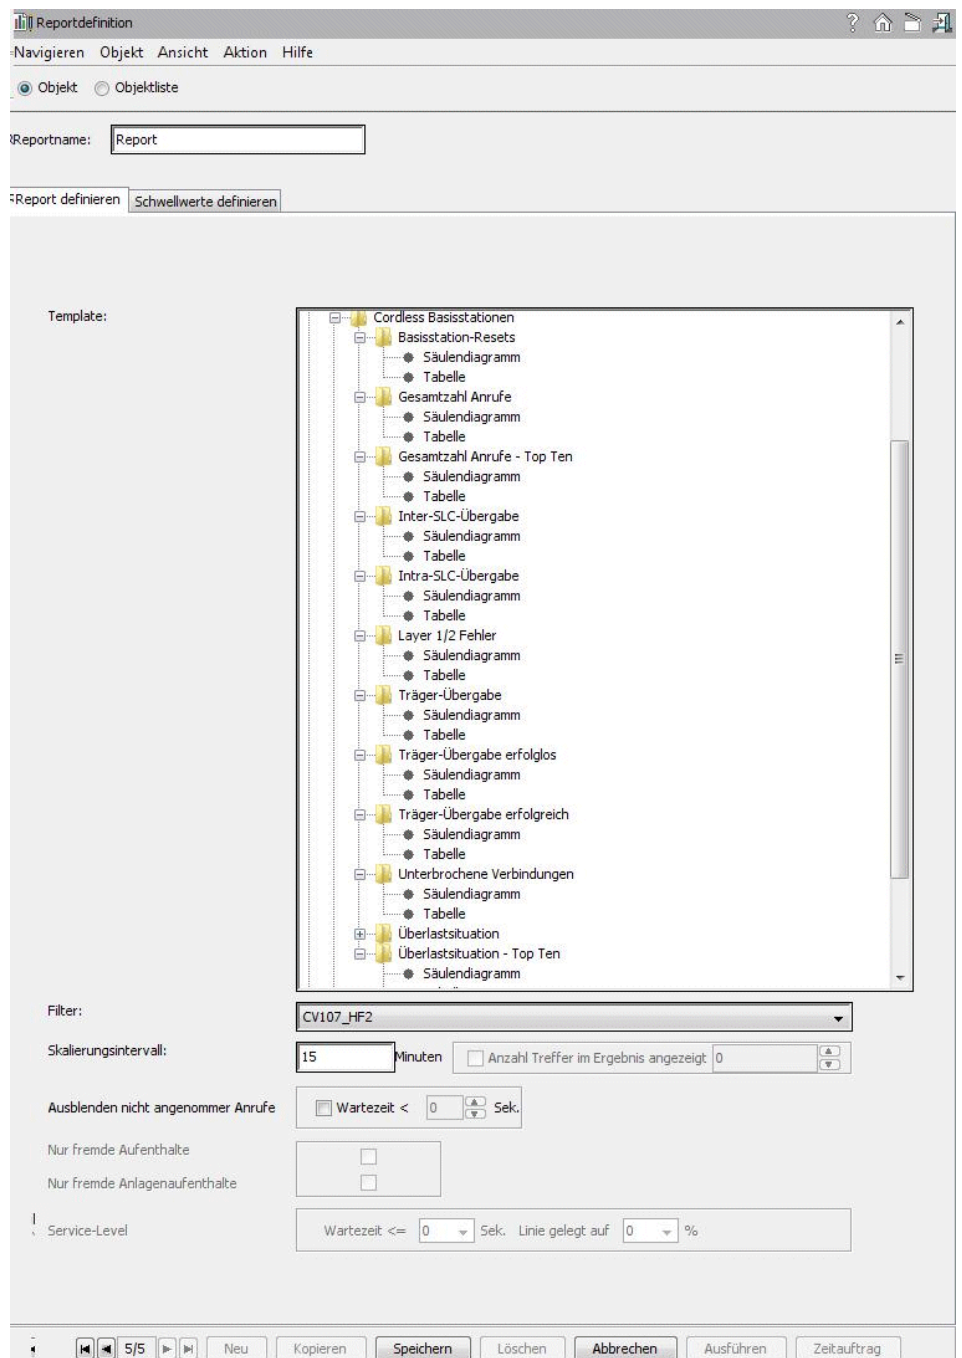 Reportdefinition
Navigieren Objekt Ansicht Aktion Hilfe
Objekt Objektliste
Reportname: Report
Report definieren Schwellwerte definieren
Template:
Cordless Basisstationen
Basisstation-Resets
Säulendiagramm
Tabelle
Gesamtzahl Anrufe
Säulendiagramm
Tabelle
Gesamtzahl Anrufe - Top Ten
Säulendiagramm
Tabelle
Inter-SLC-Übergabe
Säulendiagramm
Tabelle
Intra-SLC-Übergabe
Säulendiagramm
Tabelle
Layer 1/2 Fehler
Säulendiagramm
Tabelle
Träger-Übergabe
Säulendiagramm
Tabelle
Träger-Übergabe erfolglos
Säulendiagramm
Tabelle
Träger-Übergabe erfolgreich
Säulendiagramm
Tabelle
Unterbrochene Verbindungen
Säulendiagramm
Tabelle
Überlastsituation
Überlastsituation - Top Ten
Säulendiagramm
Filter: CV107_HF2
Skalierungsintervall: 15 Minuten Anzahl Treffer im Ergebnis angezeigt 0
Ausblenden nicht angenommer Anrufe Wartezeit < 0 Sek.
Nur fremde Aufenthalte
Nur fremde Anlagenaufenthalte
Service-Level Wartezeit <= 0 Sek. Linie gelegt auf 0 %
5/5 Neu Kopieren Speichern Löschen Abbrechen Ausführen Zeitauftrag